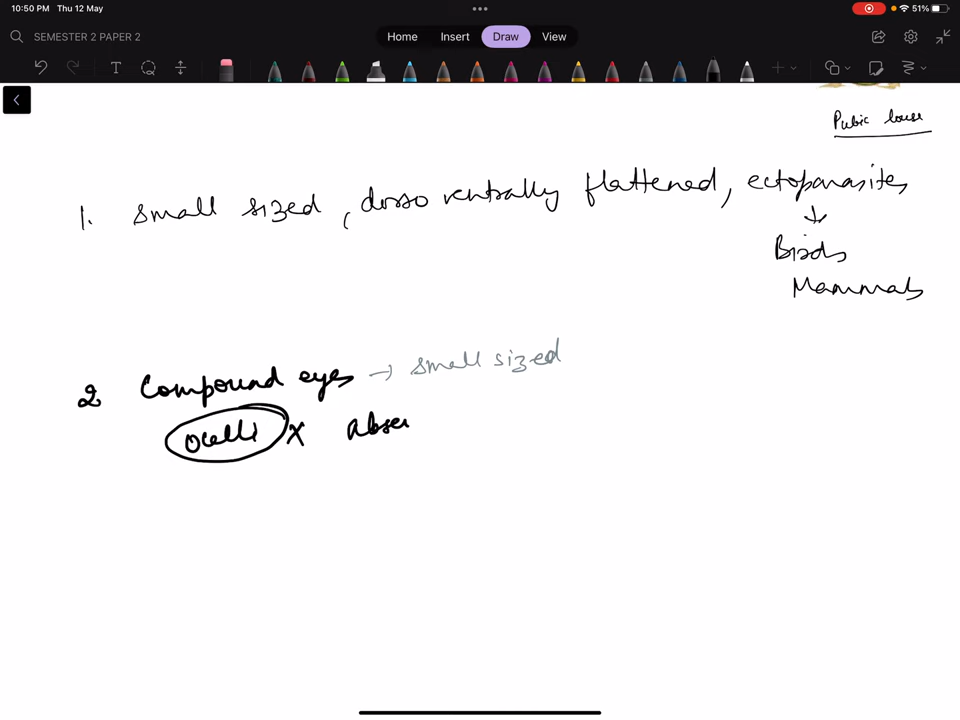 10:50 PM Thu 12 May
51%
SEMESTER 2 PAPER 2
Home Insert Draw View
Pubic louse
1. small sized, dorso ventrally flattened, ectoparasites
Birds
Mammals
2 Compound eyes → small sized
ocelli X absen